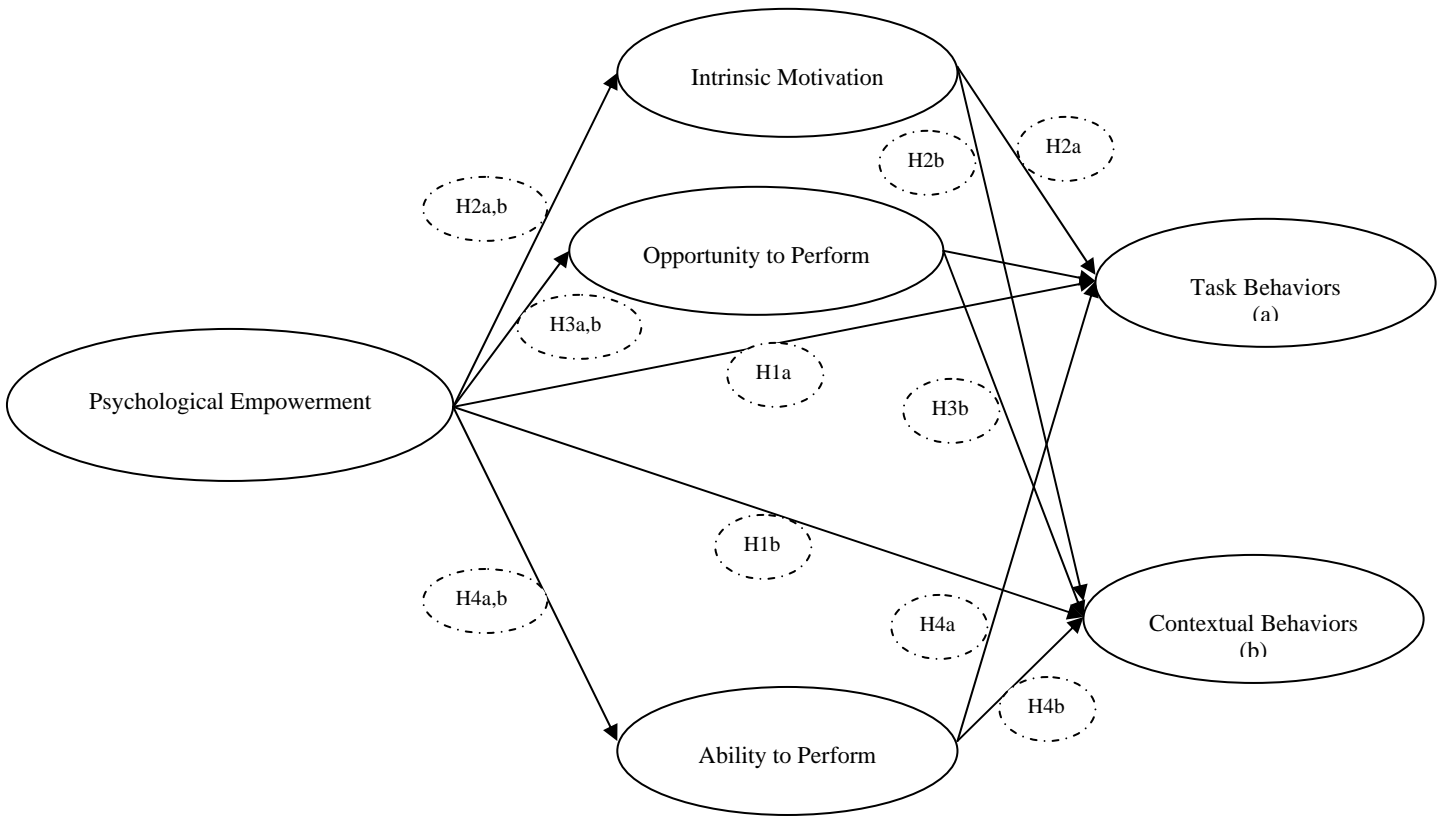 Intrinsic Motivation
H2b
H2a
H2a,b
Opportunity to Perform
Task Behaviors
(a)
H3a,b
H1a
Psychological Empowerment
H3b
H1b
H4a,b
H4a
Contextual Behaviors
(b)
H4b
Ability to Perform